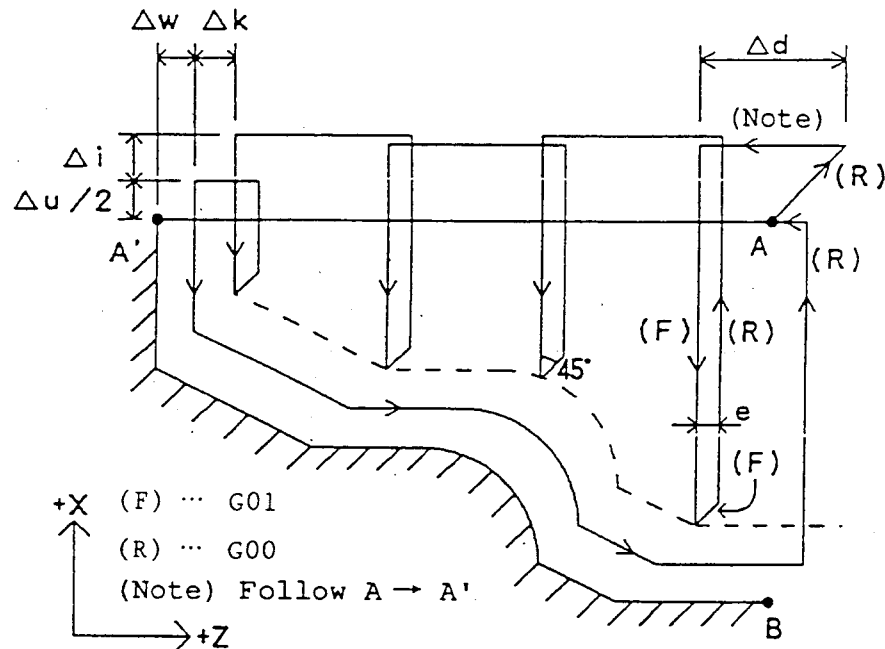 Δw Δk
Δd
(Note)
Δi
Δu/2
(R)
A'
A
(R)
(F) (R)
45°
e
(F)
+X
(F) … G01
(R) … G00
(Note) Follow A → A'
+Z
B